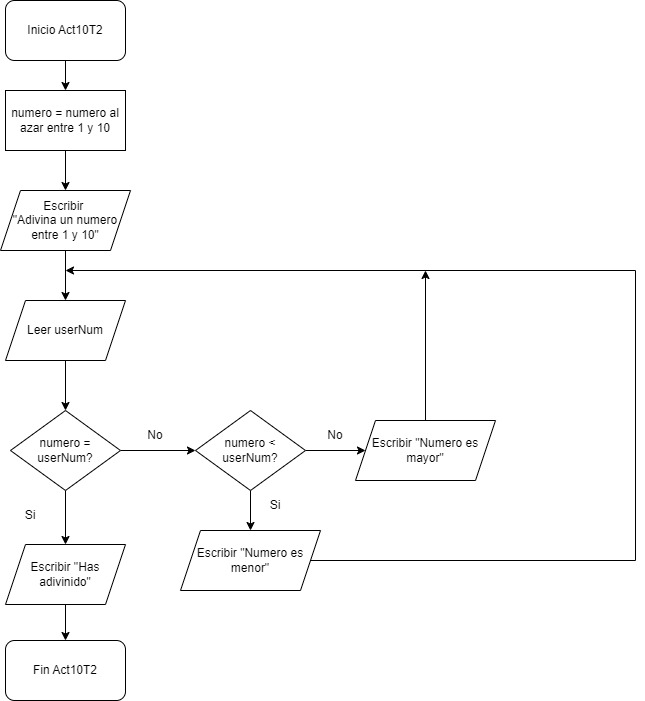 Inicio Act10T2
numero = numero al
azar entre 1 y 10
Escribir
"Adivina un numero
entre 1 y 10"
Leer userNum
numero =
userNum?
No
numero <
userNum?
No
Escribir "Numero es
mayor"
Si
Si
Escribir "Has
adivinido"
Escribir "Numero es
menor"
Fin Act10T2